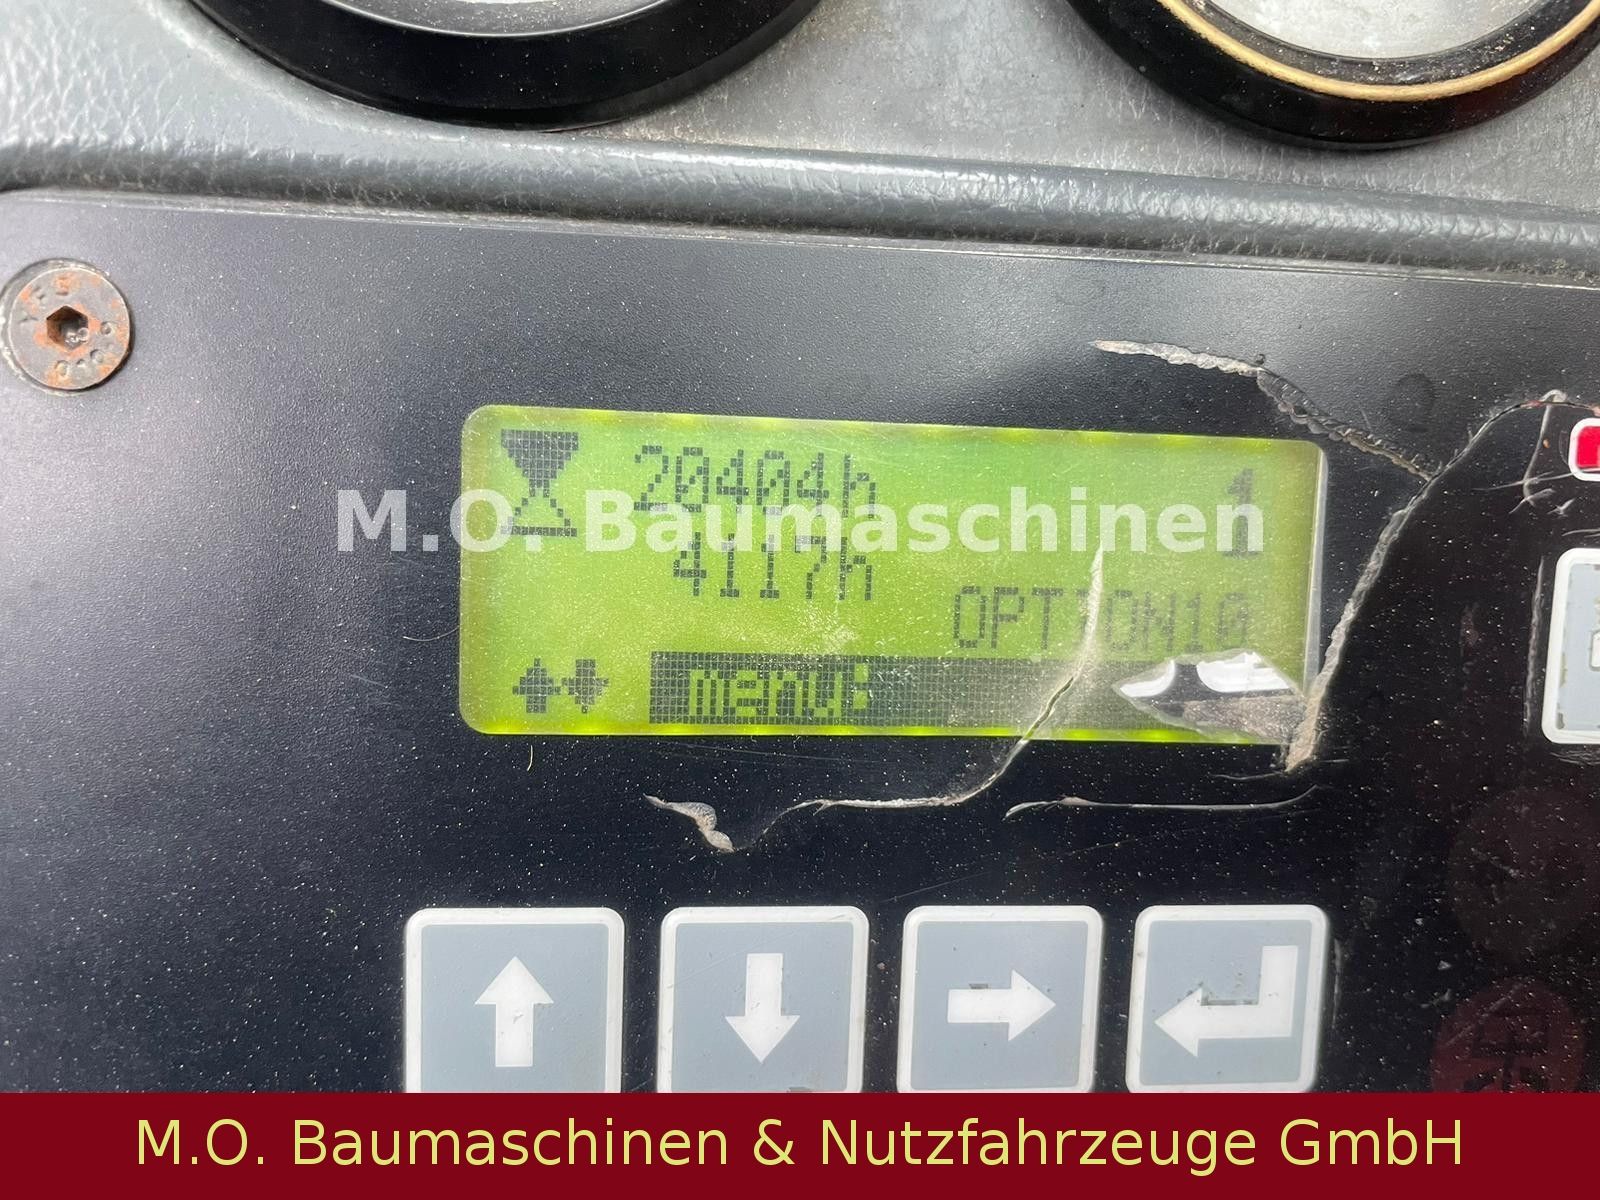 20404h
1
M.O. Baumaschinen
4117h
OPTION10
menu:
M.O. Baumaschinen & Nutzfahrzeuge GmbH